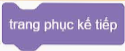 trang phục kế tiếp